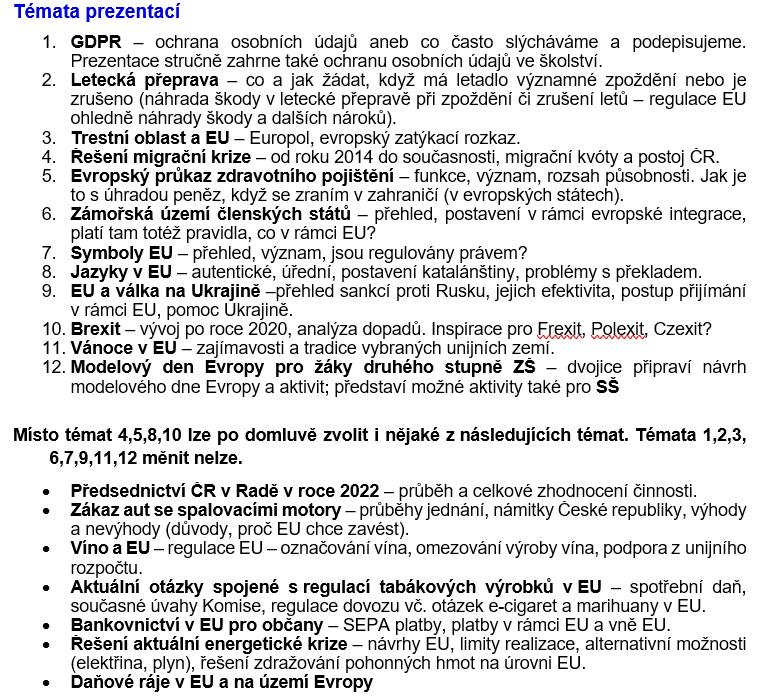 Témata prezentací
1. GDPR – ochrana osobních údajů aneb co často slýcháváme a podepisujeme.
Prezentace stručně zahrne také ochranu osobních údajů ve školství.
2. Letecká přeprava – co a jak žádat, když má letadlo významné zpoždění nebo je
zrušeno (náhrada škody v letecké přepravě při zpoždění či zrušení letů – regulace EU
ohledně náhrady škody a dalších nároků).
3. Trestní oblast a EU – Europol, evropský zatýkací rozkaz.
4. Řešení migrační krize – od roku 2014 do současnosti, migrační kvóty a postoj ČR.
5. Evropský průkaz zdravotního pojištění – funkce, význam, rozsah působnosti. Jak je
to s úhradou peněz, když se zraním v zahraničí (v evropských státech).
6. Zámořská území členských států – přehled, postavení v rámci evropské integrace,
platí tam totéž pravidla, co v rámci EU?
7. Symboly EU – přehled, význam, jsou regulovány právem?
8. Jazyky v EU – autentické, úřední, postavení katalánštiny, problémy s překladem.
9. EU a válka na Ukrajině –přehled sankcí proti Rusku, jejich efektivita, postup přijímání
v rámci EU, pomoc Ukrajině.
10. Brexit – vývoj po roce 2020, analýza dopadů. Inspirace pro Frexit, Polexit, Czexit?
11. Vánoce v EU – zajímavosti a tradice vybraných unijních zemí.
12. Modelový den Evropy pro žáky druhého stupně ZŠ – dvojice připraví návrh
modelového dne Evropy a aktivit; představí možné aktivity také pro SŠ
Místo témat 4,5,8,10 lze po domluvě zvolit i nějaké z následujících témat. Témata 1,2,3,
6,7,9,11,12 měnit nelze.
• Předsednictví ČR v Radě v roce 2022 – průběh a celkové zhodnocení činnosti.
• Zákaz aut se spalovacími motory – průběhy jednání, námitky České republiky, výhody
a nevýhody (důvody, proč EU chce zavést).
• Víno a EU – regulace EU – označování vína, omezování výroby vína, podpora z unijního
rozpočtu.
• Aktuální otázky spojené s regulací tabákových výrobků v EU – spotřební daň,
současné úvahy Komise, regulace dovozu vč. otázek e-cigaret a marihuany v EU.
• Bankovnictví v EU pro občany – SEPA platby, platby v rámci EU a vně EU.
• Řešení aktuální energetické krize – návrhy EU, limity realizace, alternativní možnosti
(elektřina, plyn), řešení zdražování pohonných hmot na úrovni EU.
• Daňové ráje v EU a na území Evropy